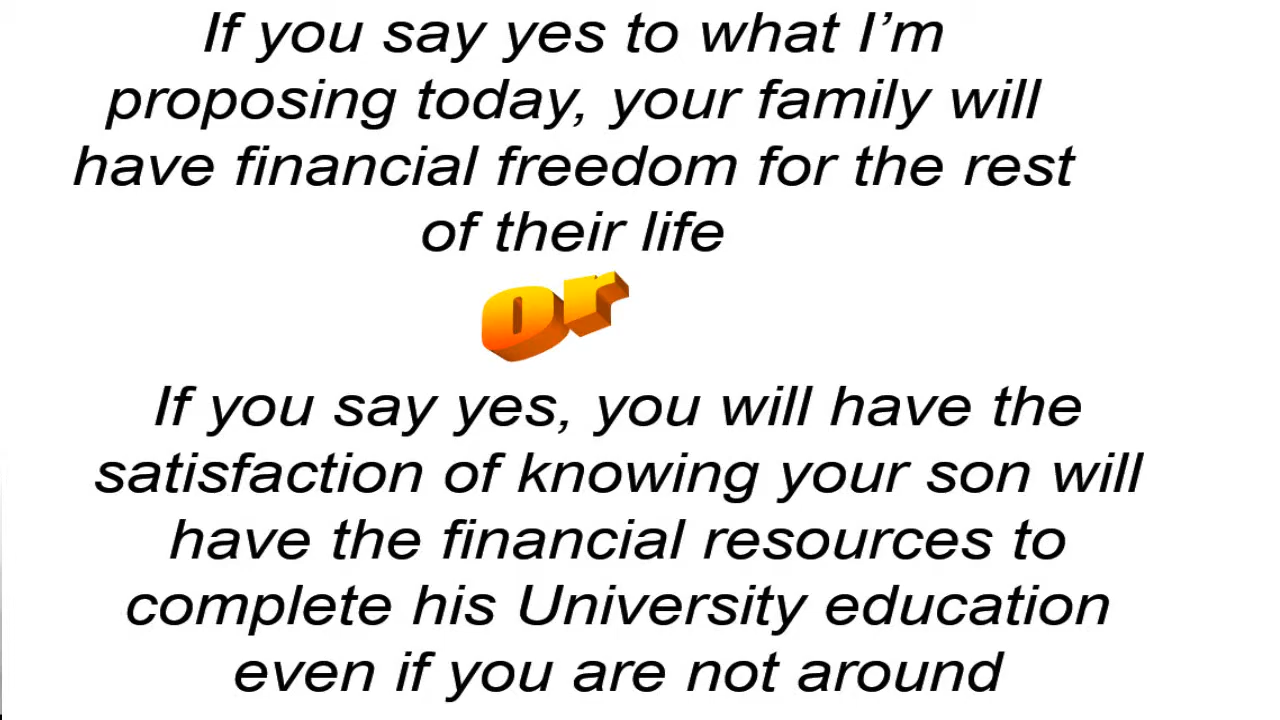 If you say yes to what I’m
proposing today, your family will
have financial freedom for the rest
of their life
or
If you say yes, you will have the
satisfaction of knowing your son will
have the financial resources to
complete his University education
even if you are not around